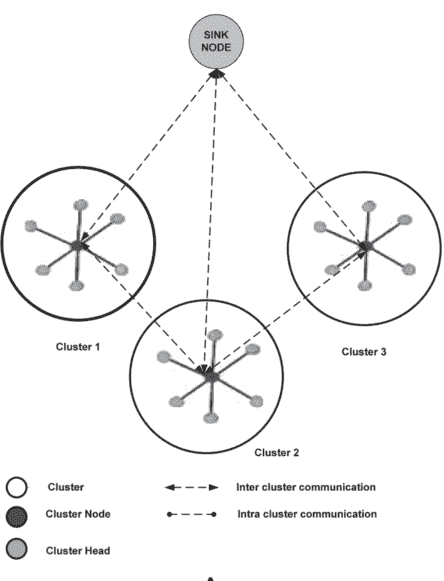 SINK
NODE
Cluster 1
Cluster 3
Cluster 2
Cluster
Inter cluster communication
Cluster Node
Intra cluster communication
Cluster Head